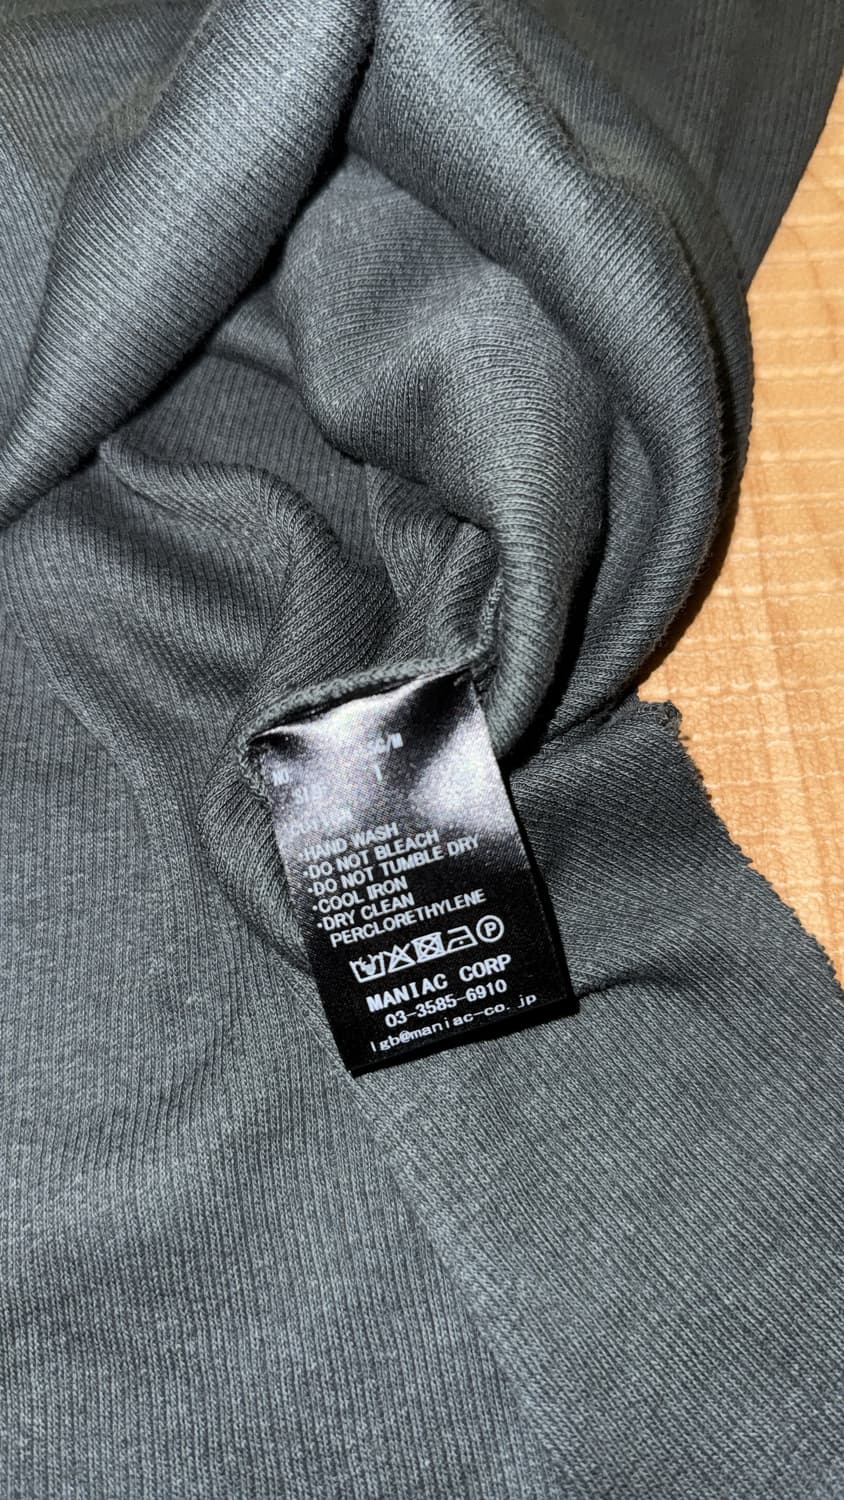 NO
SIZE 1
·HAND WASH
·DO NOT BLEACH
·DO NOT TUMBLE DRY
·COOL IRON
·DRY CLEAN
PERCLORETHYLENE
P
MANIAC CORP
03-3585-6910
lgb@maniac-co.jp